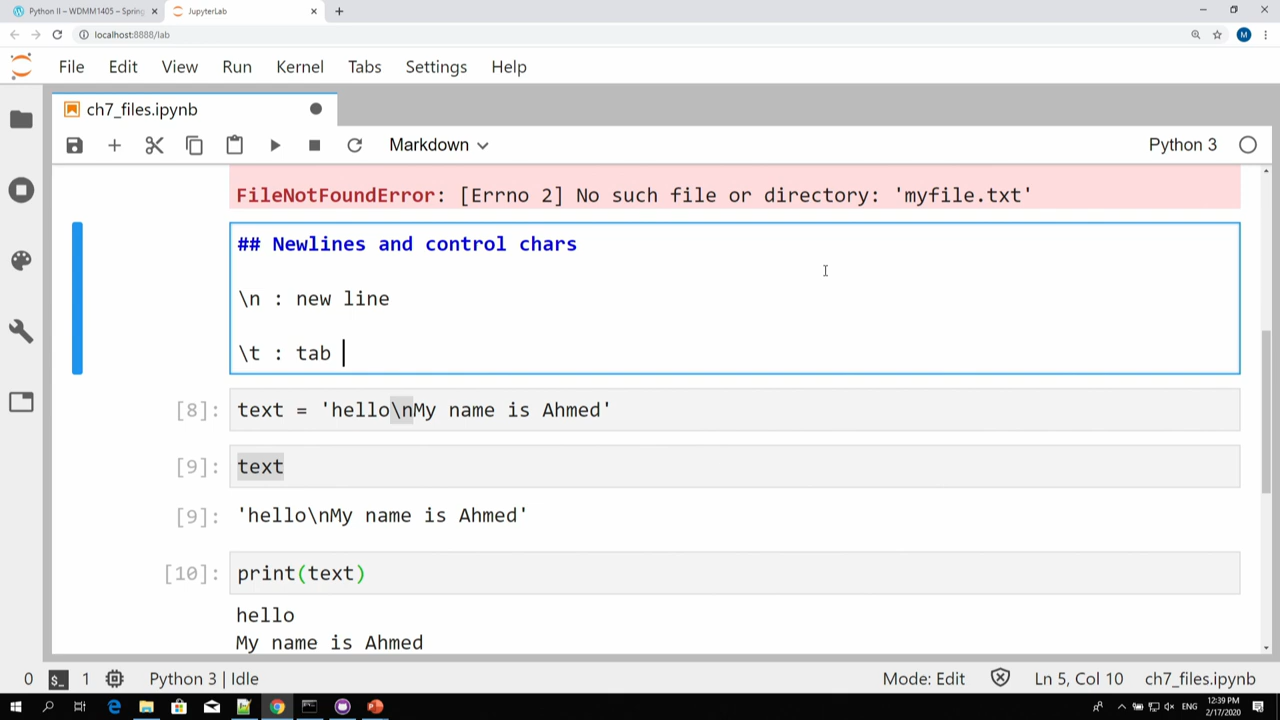 Python II – WDMM1405 – Spring
JupyterLab
localhost:8888/lab
M
File Edit View Run Kernel Tabs Settings Help
ch7_files.ipynb
Markdown
Python 3
FileNotFoundError: [Errno 2] No such file or directory: 'myfile.txt'
## Newlines and control chars
\n : new line
\t : tab
[8]: text = 'hello\nMy name is Ahmed'
[9]: text
[9]: 'hello\nMy name is Ahmed'
[10]: print(text)
hello
My name is Ahmed
0 $_ 1 Python 3 | Idle Mode: Edit Ln 5, Col 10 ch7_files.ipynb
ENG
12:39 PM
2/17/2020